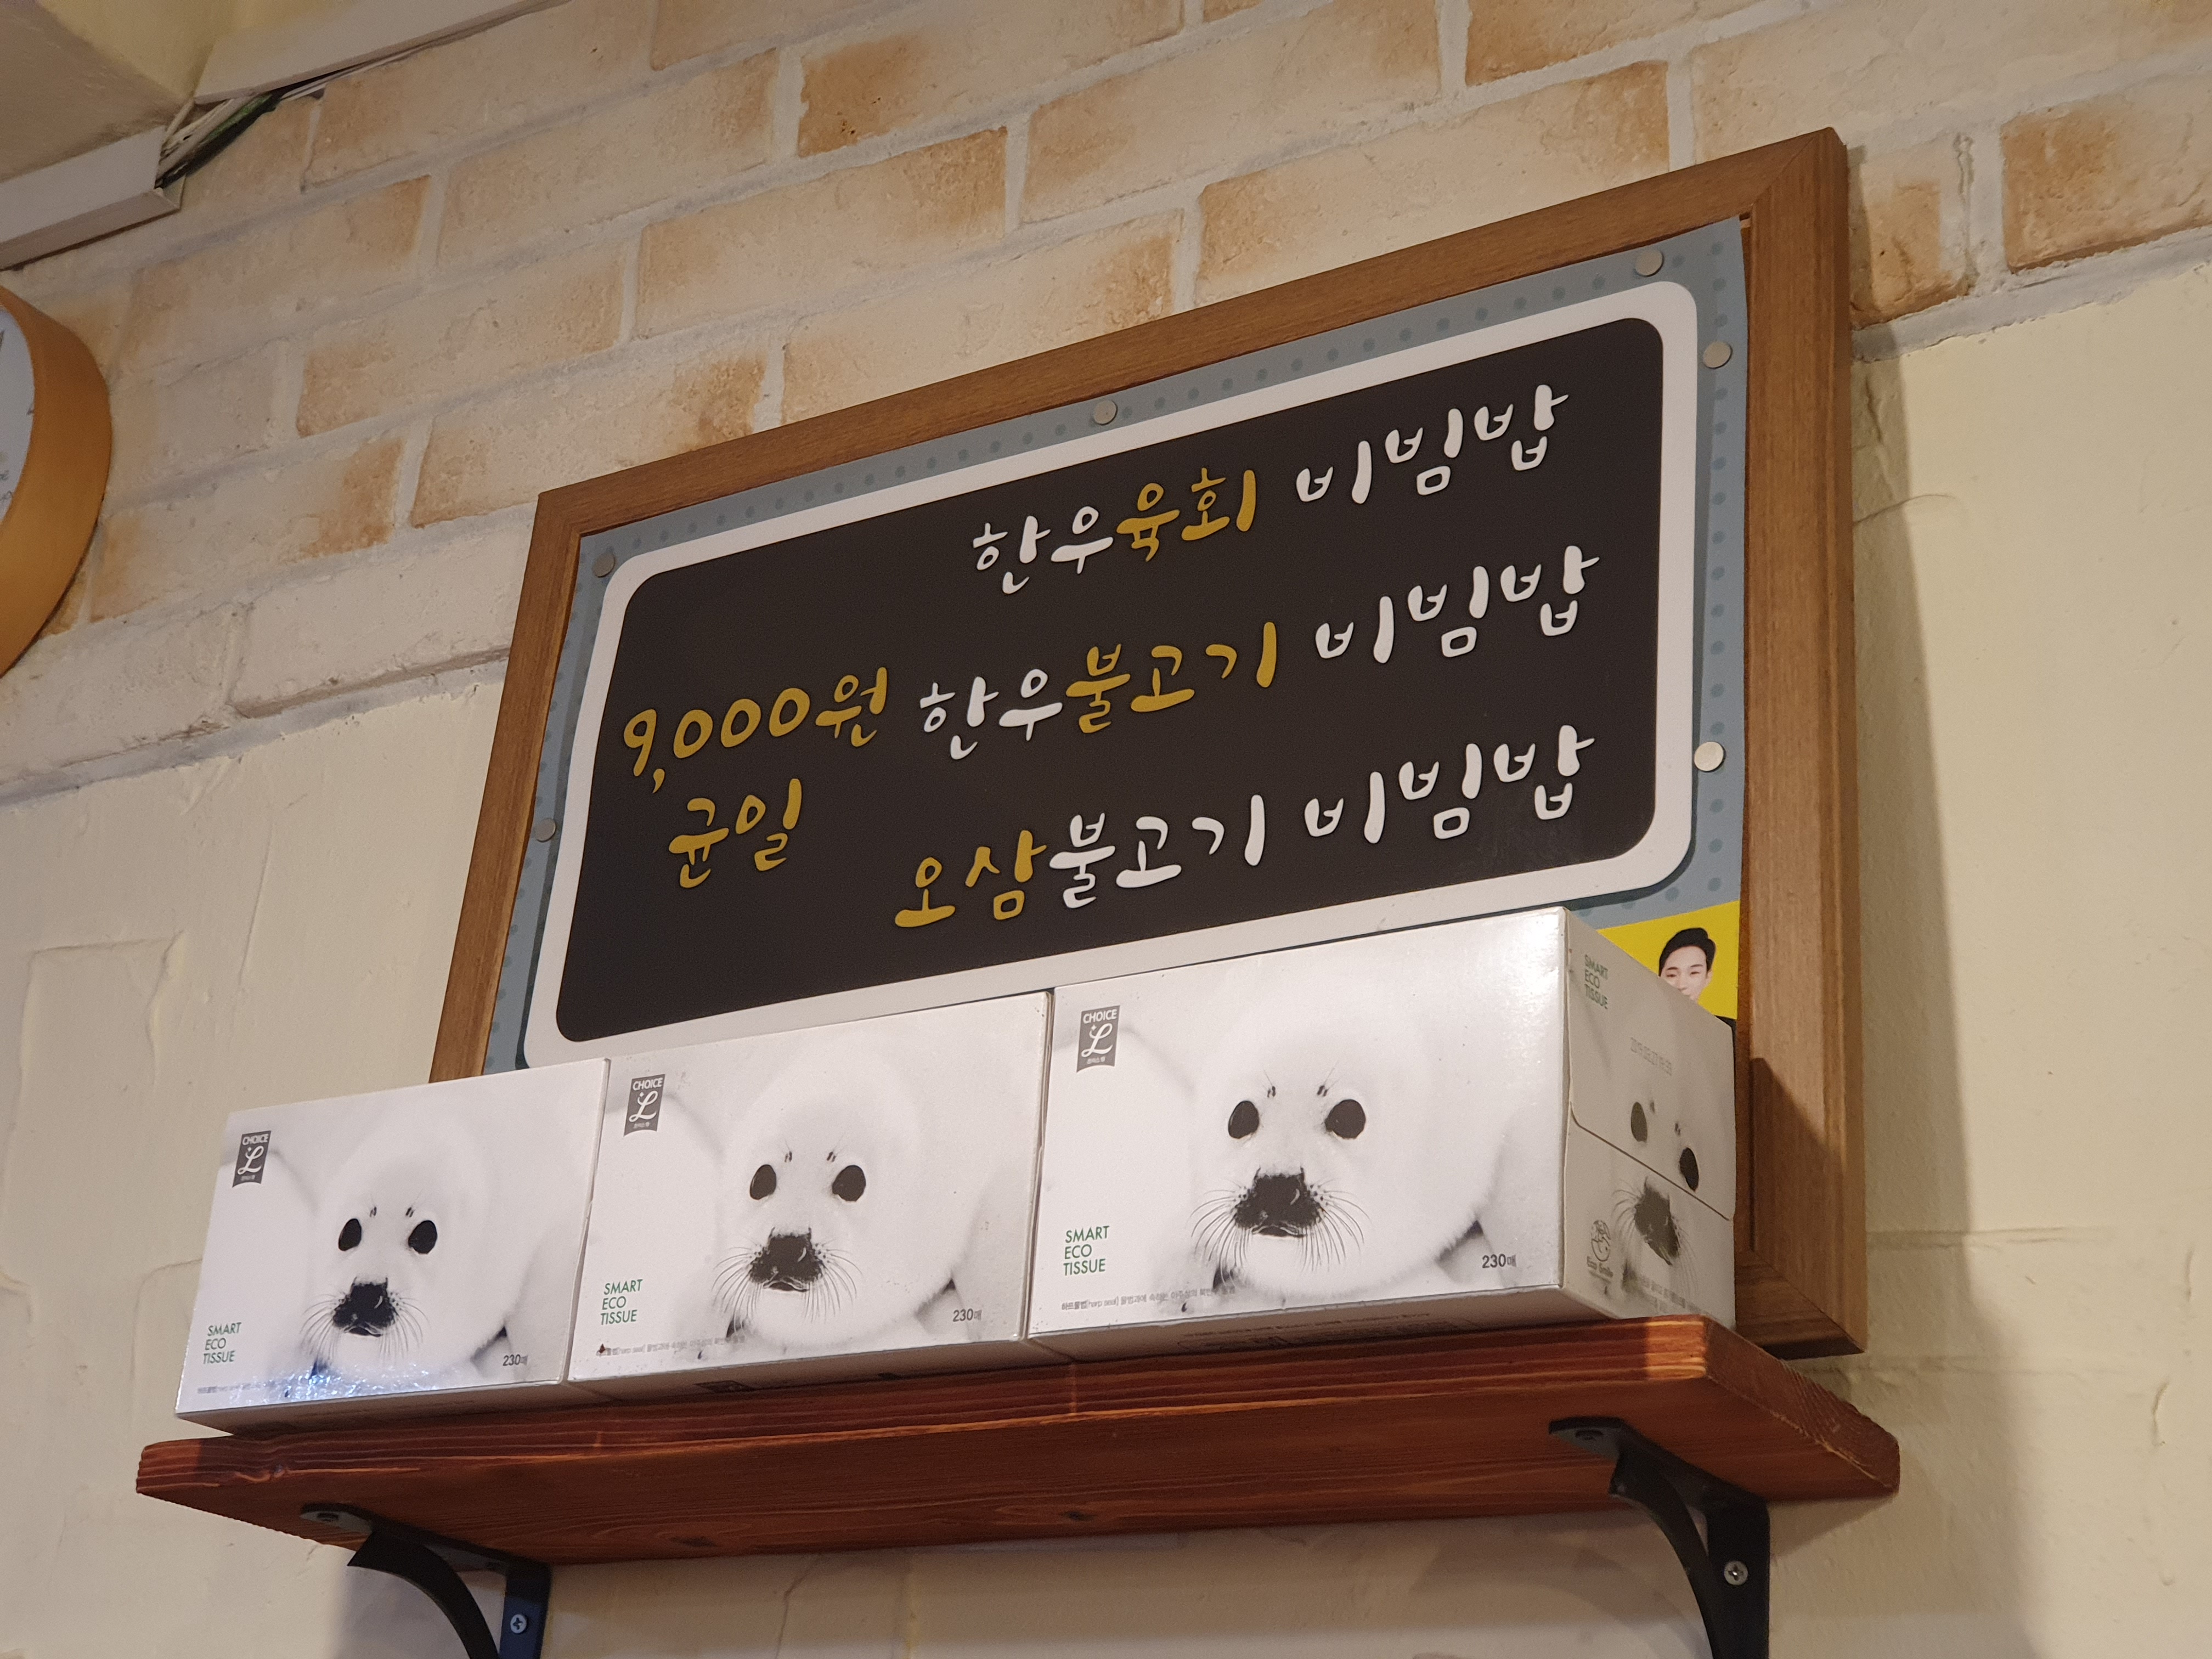 한우육회 비빔밥
9,000원 한우불고기 비빔밥
균일
오삼불고기 비빔밥
CHOICE
L
SMART
ECO
TISSUE
230매
CHOICE
L
SMART
ECO
TISSUE
230매
CHOICE
L
SMART
ECO
TISSUE
230매
SMART
ECO
TISSUE